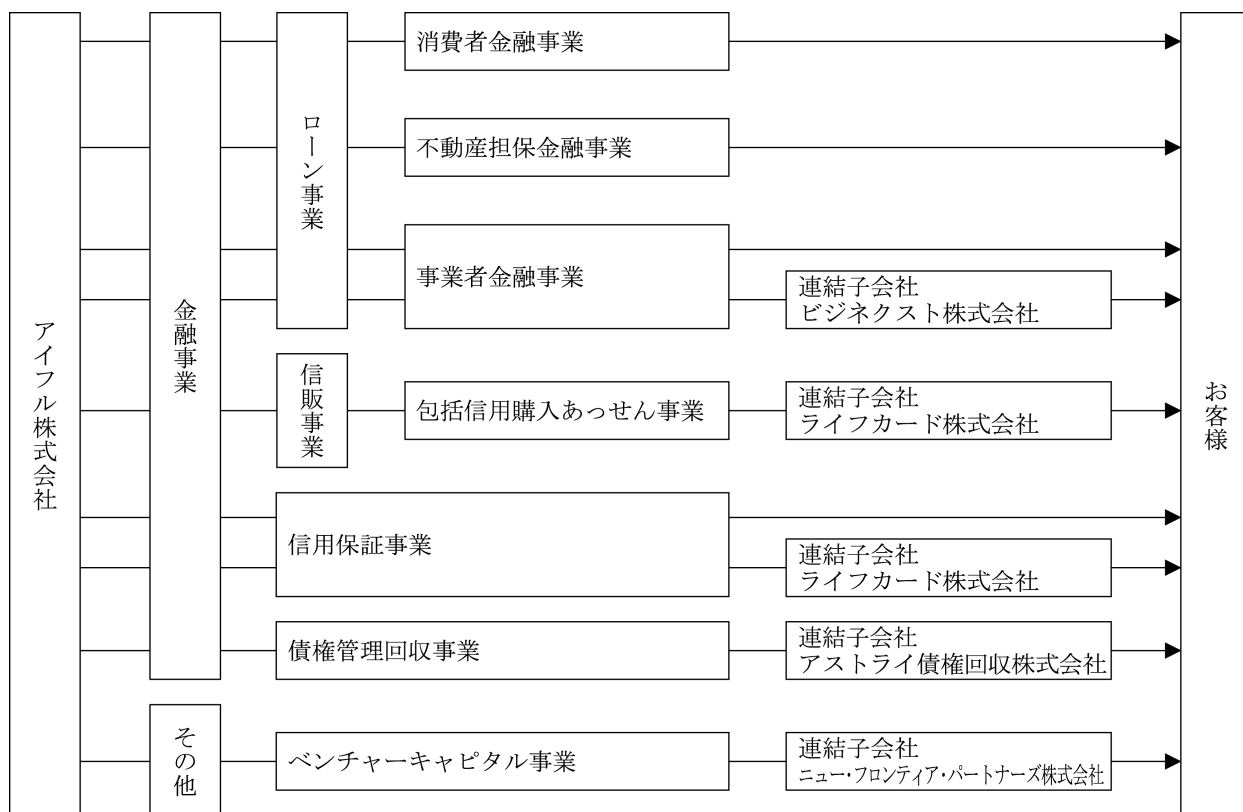 アイフル株式会社
金融事業
ローン事業
消費者金融事業
不動産担保金融事業
事業者金融事業
連結子会社
ビジネクスト株式会社
信販事業
包括信用購入あっせん事業
連結子会社
ライフカード株式会社
信用保証事業
連結子会社
ライフカード株式会社
債権管理回収事業
連結子会社
アストライ債権回収株式会社
その他
ベンチャーキャピタル事業
連結子会社
ニュー・フロンティア・パートナーズ株式会社
お客様